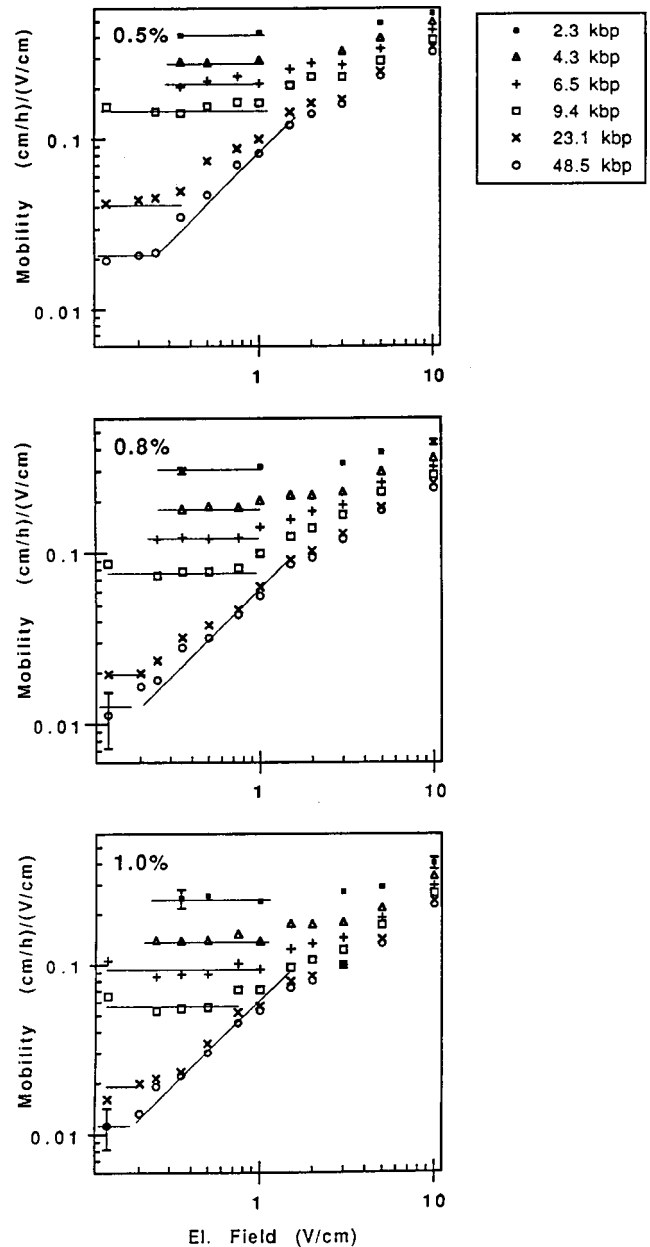 0.5%
Mobility (cm/h)/(V/cm)
0.1
0.01
1
10
2.3 kbp
4.3 kbp
6.5 kbp
9.4 kbp
23.1 kbp
48.5 kbp
0.8%
Mobility (cm/h)/(V/cm)
0.1
0.01
1
10
1.0%
Mobility (cm/h)/(V/cm)
0.1
0.01
1
10
El. Field (V/cm)